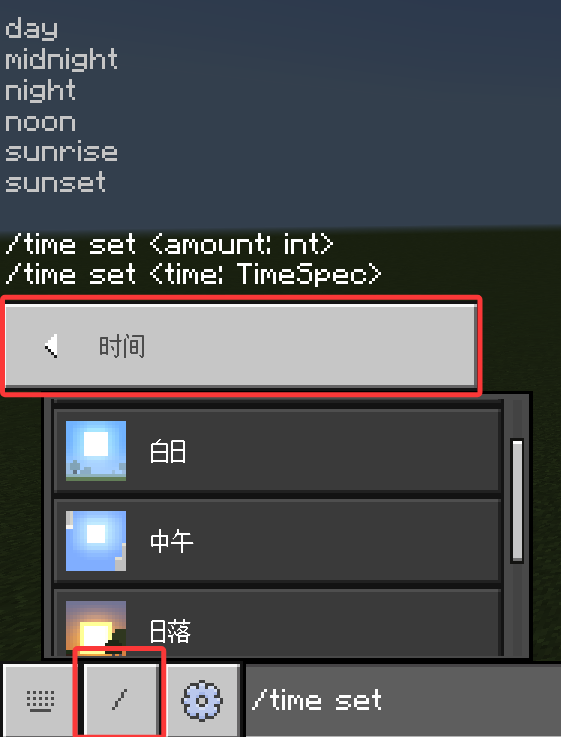 day
midnight
night
noon
sunrise
sunset
/time set <amount: int>
/time set <time: TimeSpec>
时间
白日
中午
日落
/
/time set